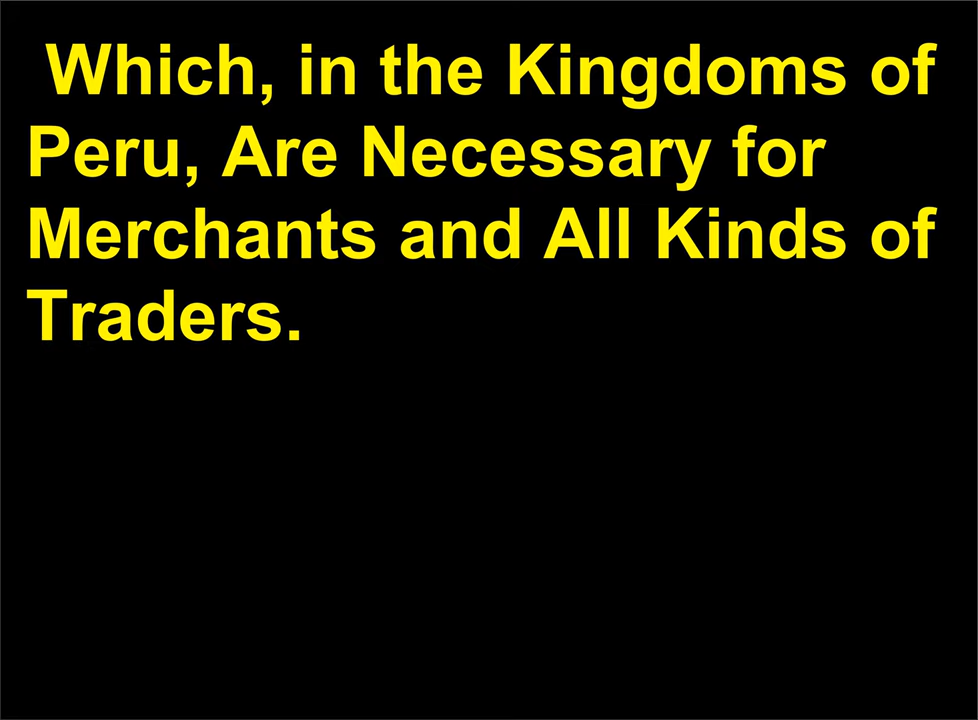 Which, in the Kingdoms of
Peru, Are Necessary for
Merchants and All Kinds of
Traders.